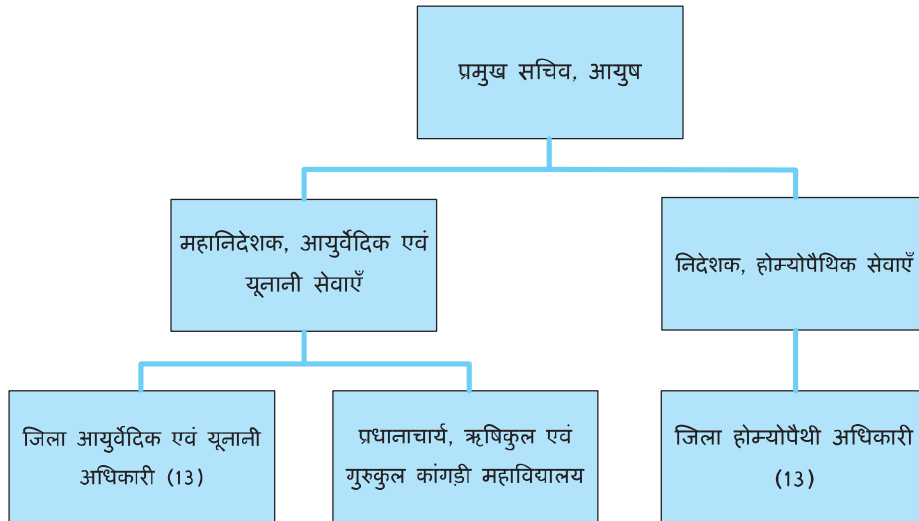 प्रमुख सचिव, आयुष
महानिदेशक, आयुर्वेदिक एवं
यूनानी सेवाएँ
निदेशक, होम्योपैथिक सेवाएँ
जिला आयुर्वेदिक एवं यूनानी
अधिकारी (13)
प्रधानाचार्य, ऋषिकुल एवं
गुरुकुल कांगड़ी महाविद्यालय
जिला होम्योपैथी अधिकारी
(13)